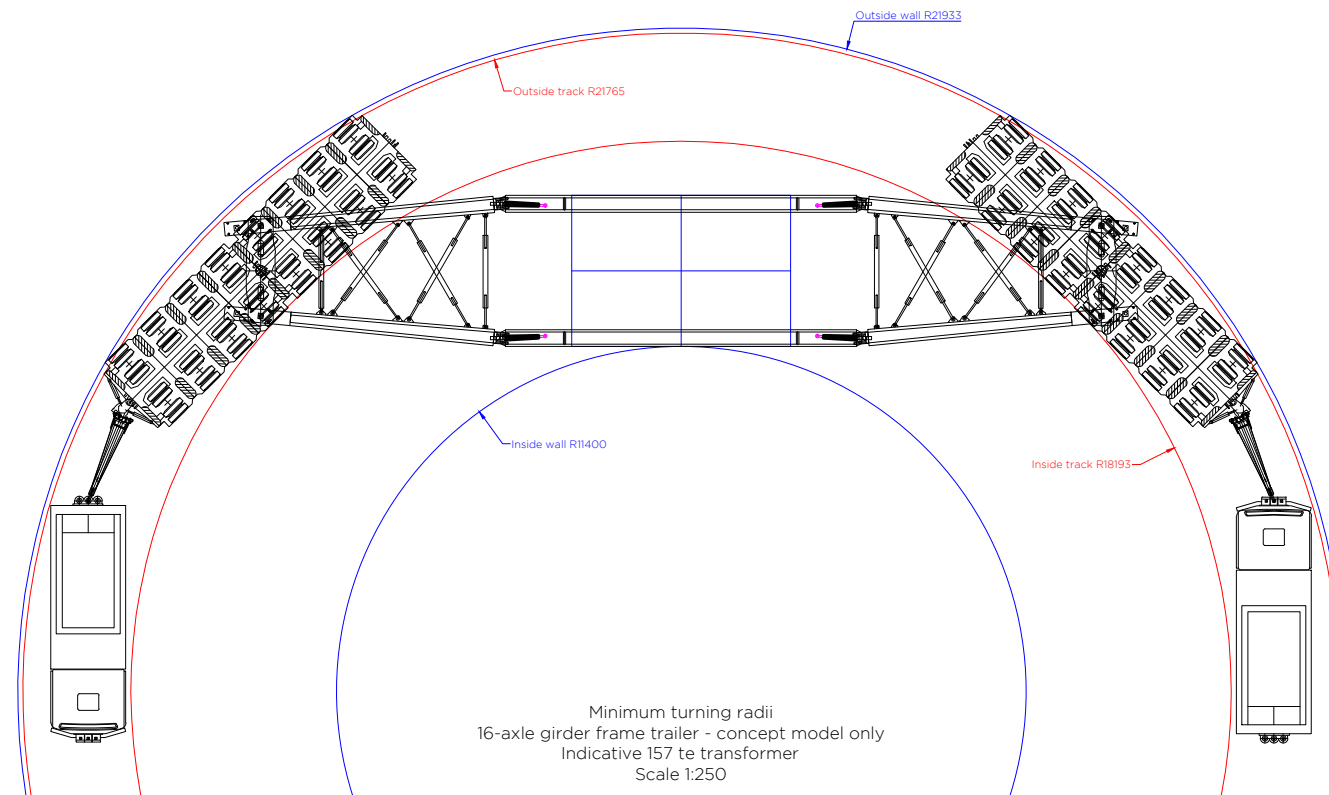 Outside wall R21933
Outside track R21765
Inside wall R11400
Inside track R18193
Minimum turning radii
16-axle girder frame trailer - concept model only
Indicative 157 te transformer
Scale 1:250